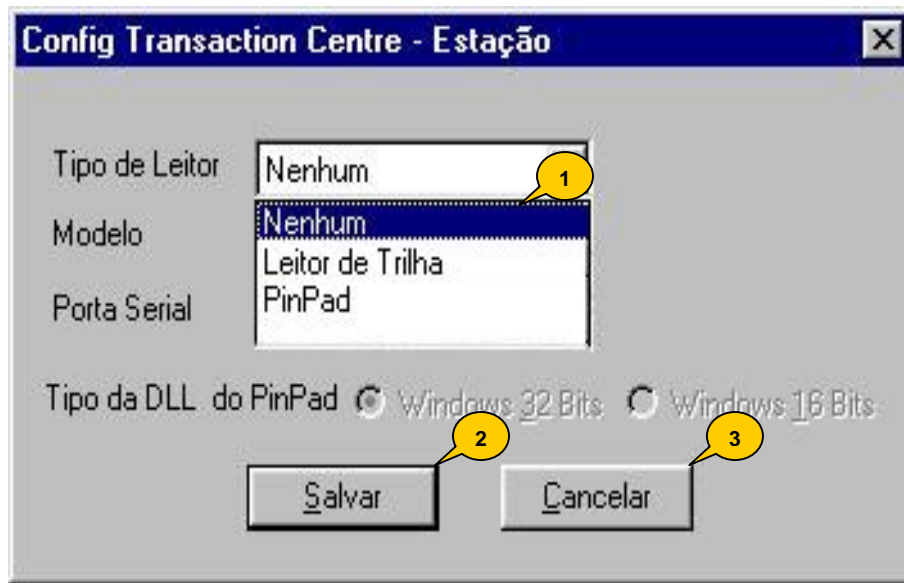 Config Transaction Centre - Estação
Tipo de Leitor
Nenhum
1
Nenhum
Modelo
Leitor de Trilha
PinPad
Porta Serial
Tipo da DLL do PinPad Windows 32 Bits Windows 16 Bits
2
3
Salvar
Cancelar